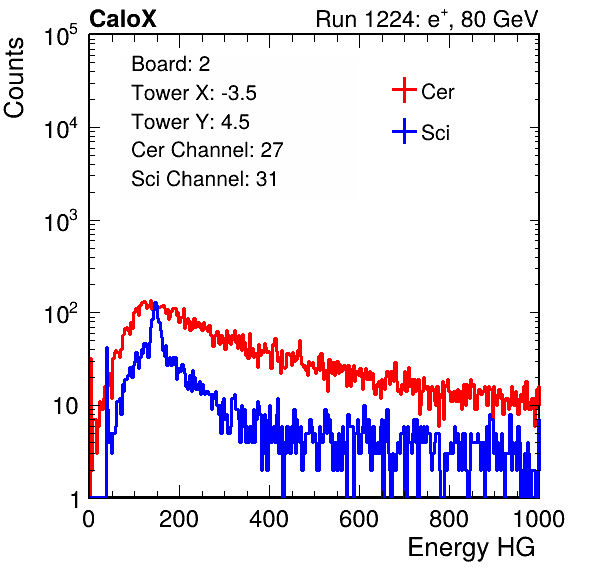 CaloX Run 1224: e⁺, 80 GeV
Counts
10⁵
10⁴
10³
10²
10
1
Board: 2
Tower X: -3.5
Tower Y: 4.5
Cer Channel: 27
Sci Channel: 31
Cer
Sci
0 200 400 600 800 1000
Energy HG